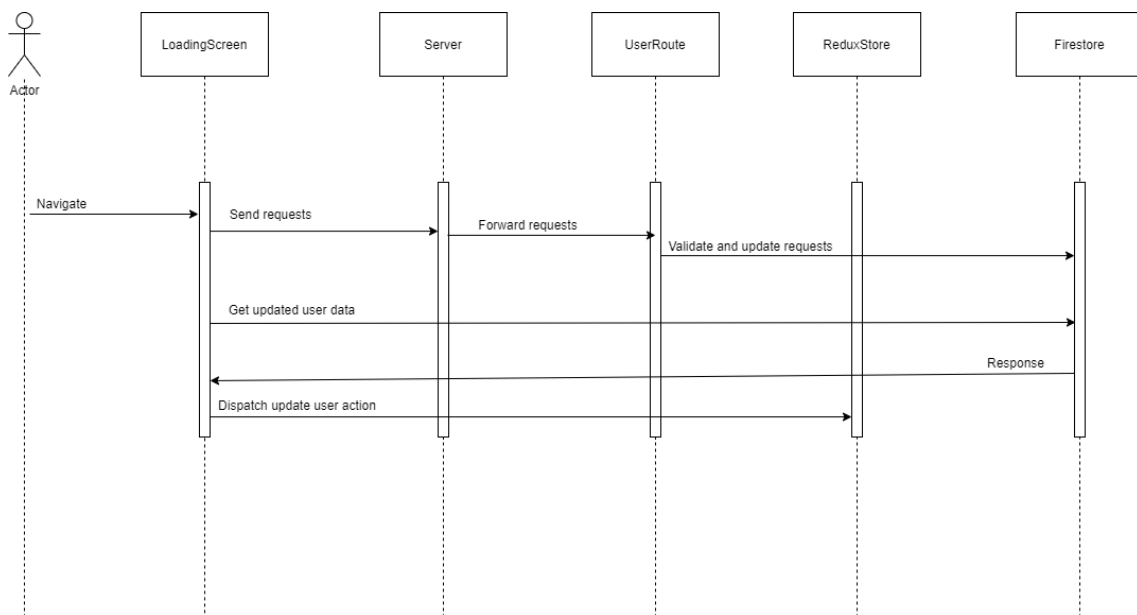 LoadingScreen
Server
UserRoute
ReduxStore
Firestore
Actor
Navigate
Send requests
Forward requests
Validate and update requests
Get updated user data
Response
Dispatch update user action